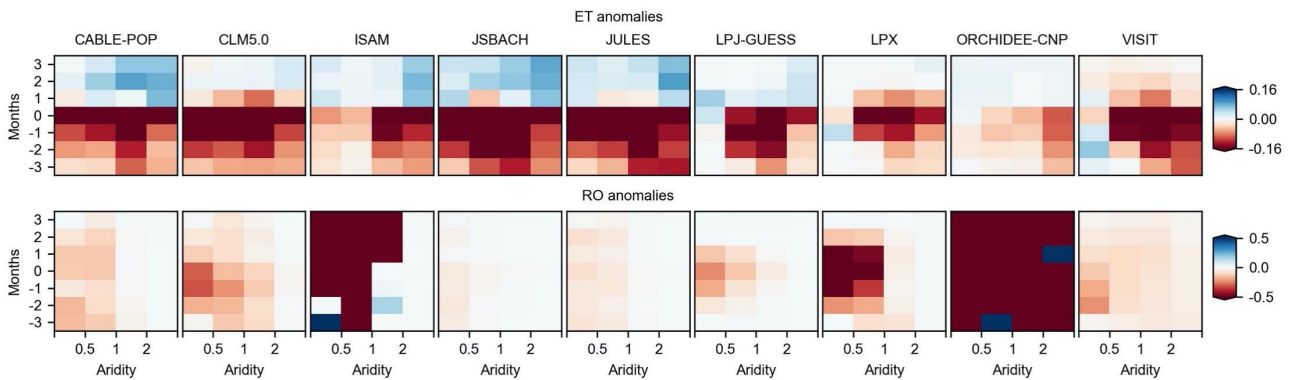 ET anomalies
CABLE-POP CLM5.0 ISAM JSBACH JULES LPJ-GUESS LPX ORCHIDEE-CNP VISIT
Months
3
2
1
0
-1
-2
-3
0.16
0.00
-0.16
RO anomalies
Months
3
2
1
0
-1
-2
-3
0.5
0.0
-0.5
0.5 1 2 0.5 1 2 0.5 1 2 0.5 1 2 0.5 1 2 0.5 1 2 0.5 1 2 0.5 1 2 0.5 1 2
Aridity Aridity Aridity Aridity Aridity Aridity Aridity Aridity Aridity